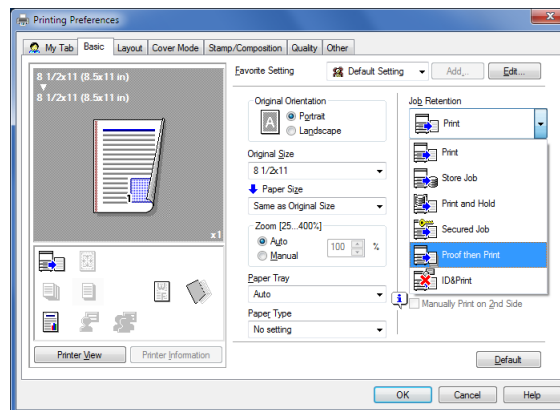 Printing Preferences
My Tab Basic Layout Cover Mode Stamp/Composition Quality Other
8 1/2x11 (8.5x11 in)
8 1/2x11 (8.5x11 in)
1
x1
Printer View Printer Information
Favorite Setting Default Setting Add... Edit...
Original Orientation
A
Portrait
Landscape
Original Size
8 1/2x11
Paper Size
Same as Original Size
Zoom [25...400%]
Auto
Manual
100 %
Paper Tray
Auto
Paper Type
No setting
Job Retention
Print
Print
Store Job
Print and Hold
Secured Job
Proof then Print
ID&Print
Manually Print on 2nd Side
Default
OK Cancel Help